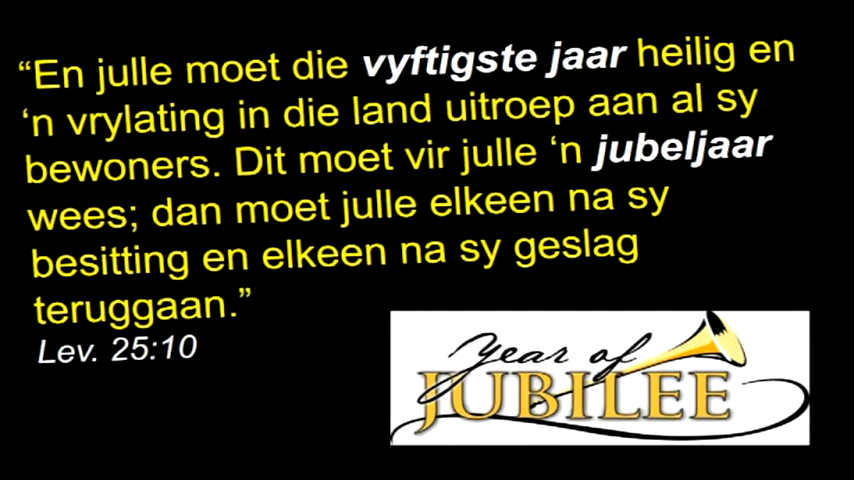 “En julle moet die vyftigste jaar heilig en
‘n vrylating in die land uitroep aan al sy
bewoners. Dit moet vir julle ‘n jubeljaar
wees; dan moet julle elkeen na sy
besitting en elkeen na sy geslag
teruggaan.”
Lev. 25:10
Year of
JUBILEE